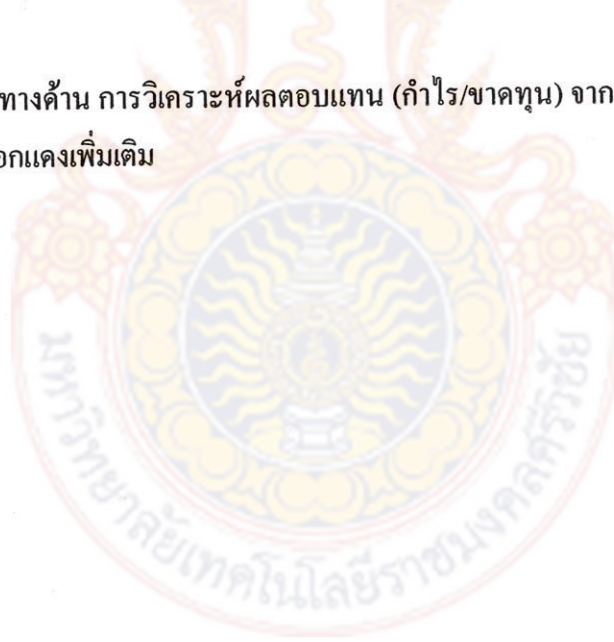 ทางด้าน การวิเคราะห์ผลตอบแทน (กำไร/ขาดทุน) จาก
อกแดงเพิ่มเติม
มหาวิทยาลัยเทคโนโลยีราชมงคลศรีวิชัย